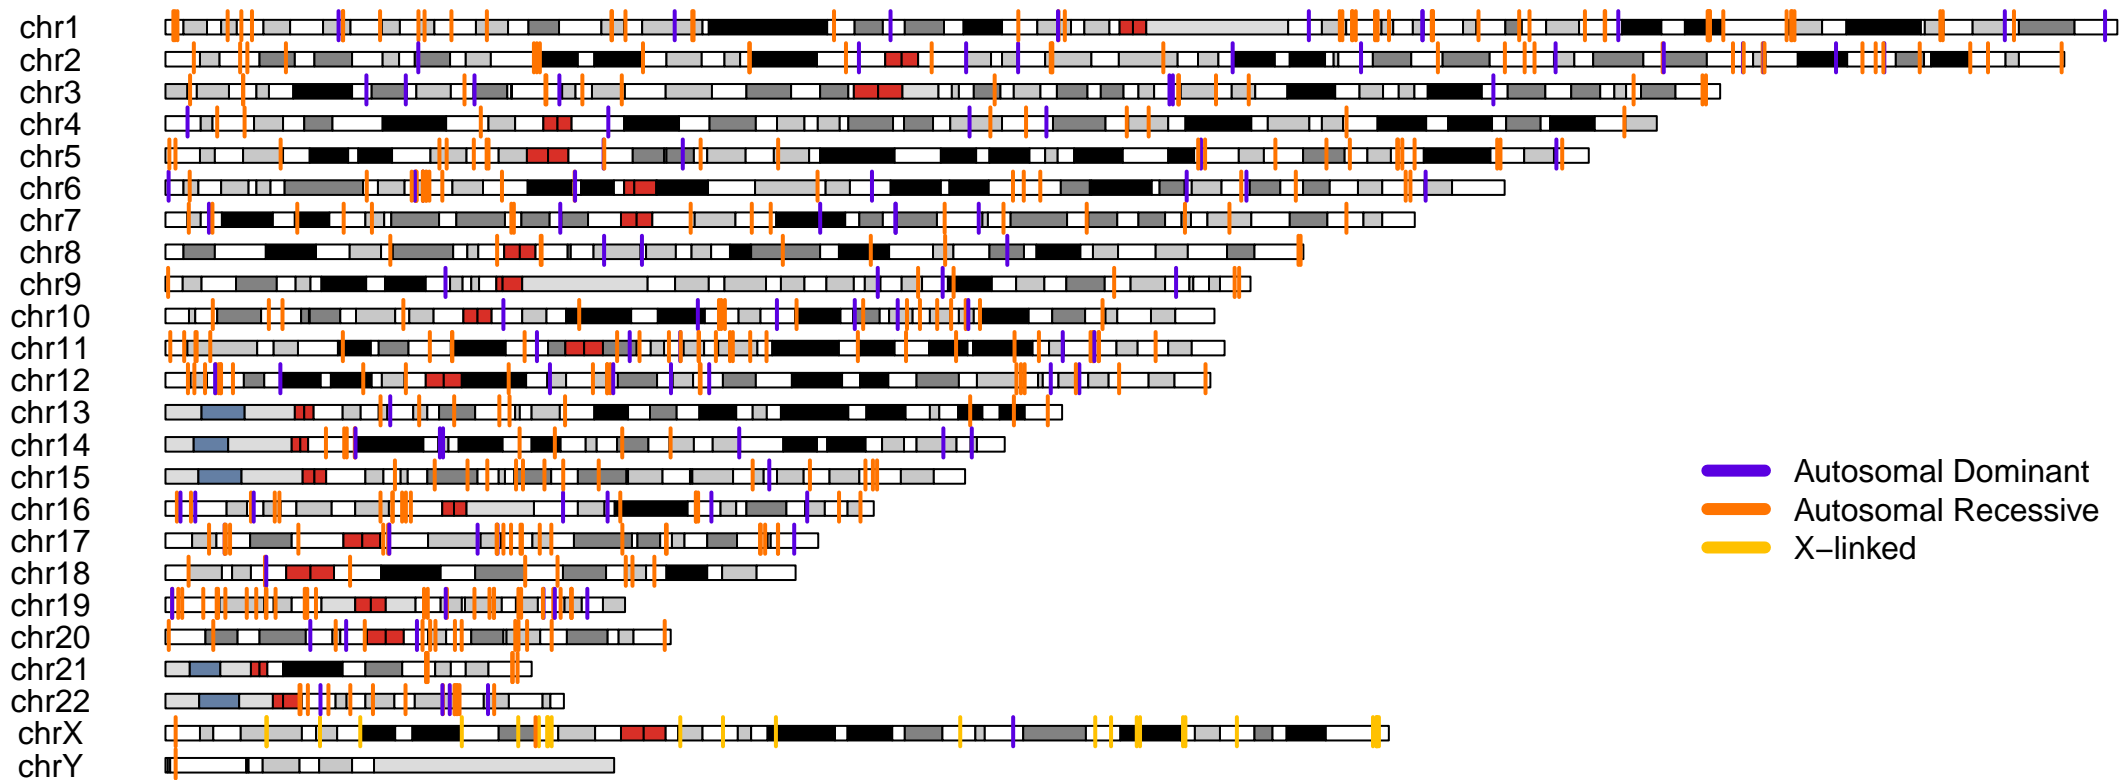 chr1
chr2
chr3
chr4
chr5
chr6
chr7
chr8
chr9
chr10
chr11
chr12
chr13
chr14
chr15
chr16
chr17
chr18
chr19
chr20
chr21
chr22
chrX
chrY
Autosomal Dominant
Autosomal Recessive
X−linked